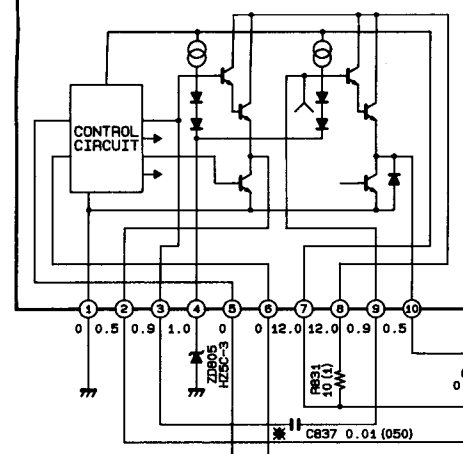 CONTROL
CIRCUIT
1 2 3 4 5 6 7 8 9 10
0 0.5 0.9 1.0 0 0 12.0 12.0 0.9 0.5
ZD805
HZ5C-3
R831
10 (1)
0
※ C837 0.01 (050)